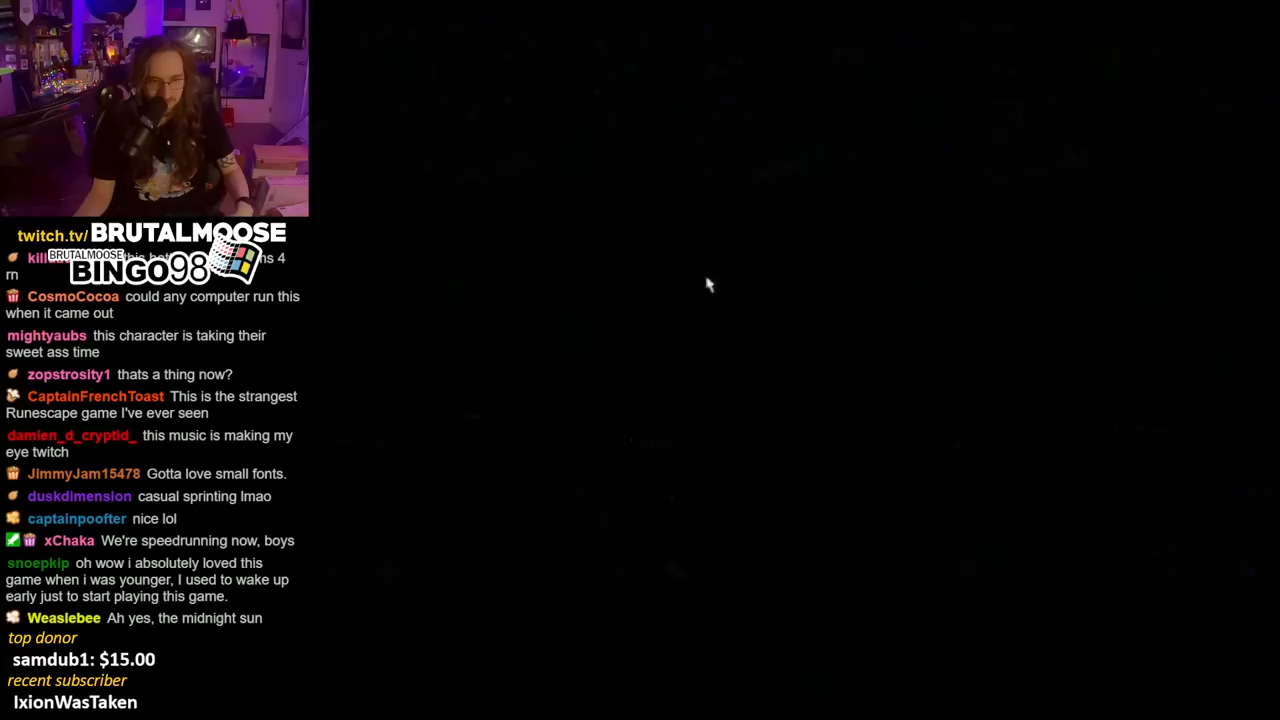 twitch.tv/BRUTALMOOSE
BRUTALMOOSE
BINGO98
4
rn
CosmoCocoa could any computer run this
when it came out
mightyaubs this character is taking their
sweet ass time
zopstrosity1 thats a thing now?
CaptainFrenchToast This is the strangest
Runescape game I've ever seen
damien_d_cryptid_ this music is making my
eye twitch
JimmyJam15478 Gotta love small fonts.
duskdimension casual sprinting lmao
captainpoofter nice lol
xChaka We're speedrunning now, boys
snoepkip oh wow i absolutely loved this
game when i was younger, I used to wake up
early just to start playing this game.
Weaslebee Ah yes, the midnight sun
top donor
samdub1: $15.00
recent subscriber
IxionWasTaken